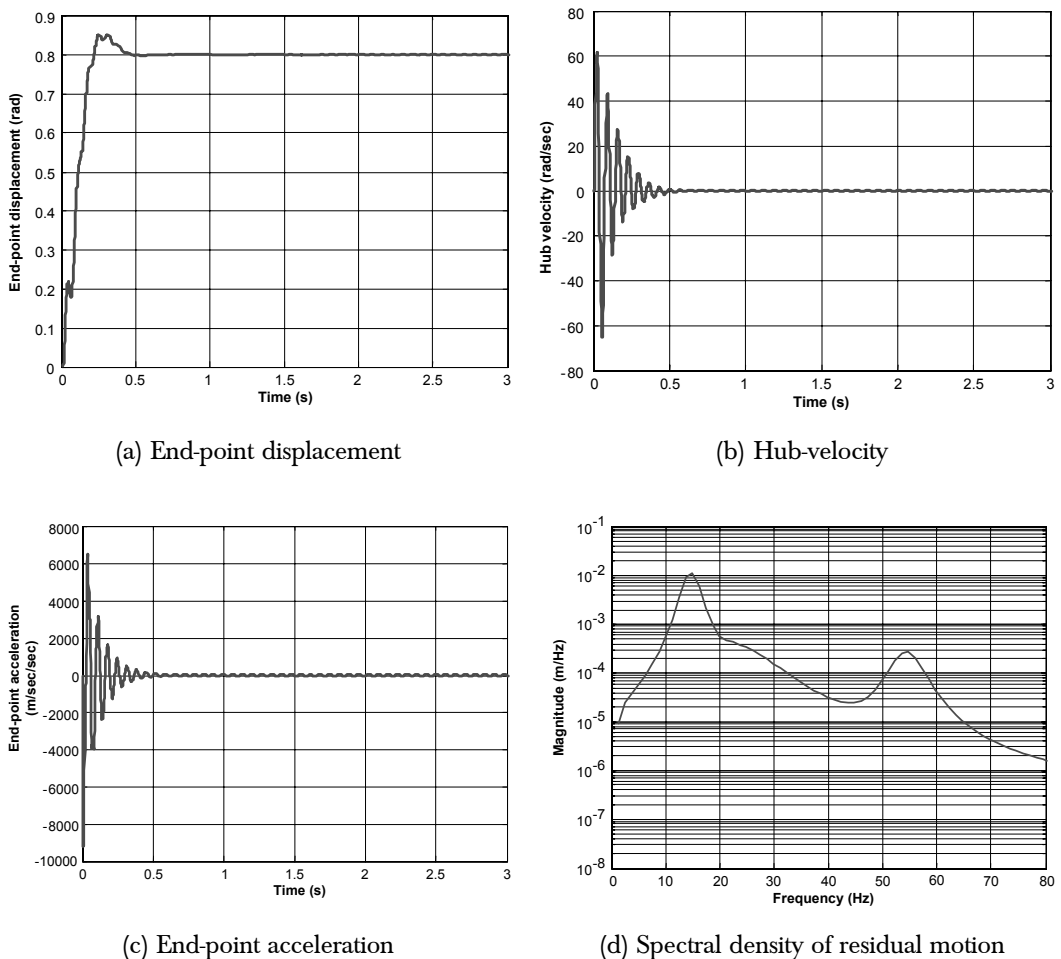 0.9
0.8
0.7
0.6
0.5
0.4
0.3
0.2
0.1
0
End-point displacement (rad)
0 0.5 1 1.5 2 2.5 3
Time (s)
(a) End-point displacement
80
60
40
20
0
-20
-40
-60
-80
Hub velocity (rad/sec)
0 0.5 1 1.5 2 2.5 3
Time (s)
(b) Hub-velocity
8000
6000
4000
2000
0
-2000
-4000
-6000
-8000
-10000
End-point acceleration
(m/sec/sec)
0 0.5 1 1.5 2 2.5 3
Time (s)
(c) End-point acceleration
10-1
10-2
10-3
10-4
10-5
10-6
10-7
10-8
Magnitude (m/Hz)
0 10 20 30 40 50 60 70 80
Frequency (Hz)
(d) Spectral density of residual motion